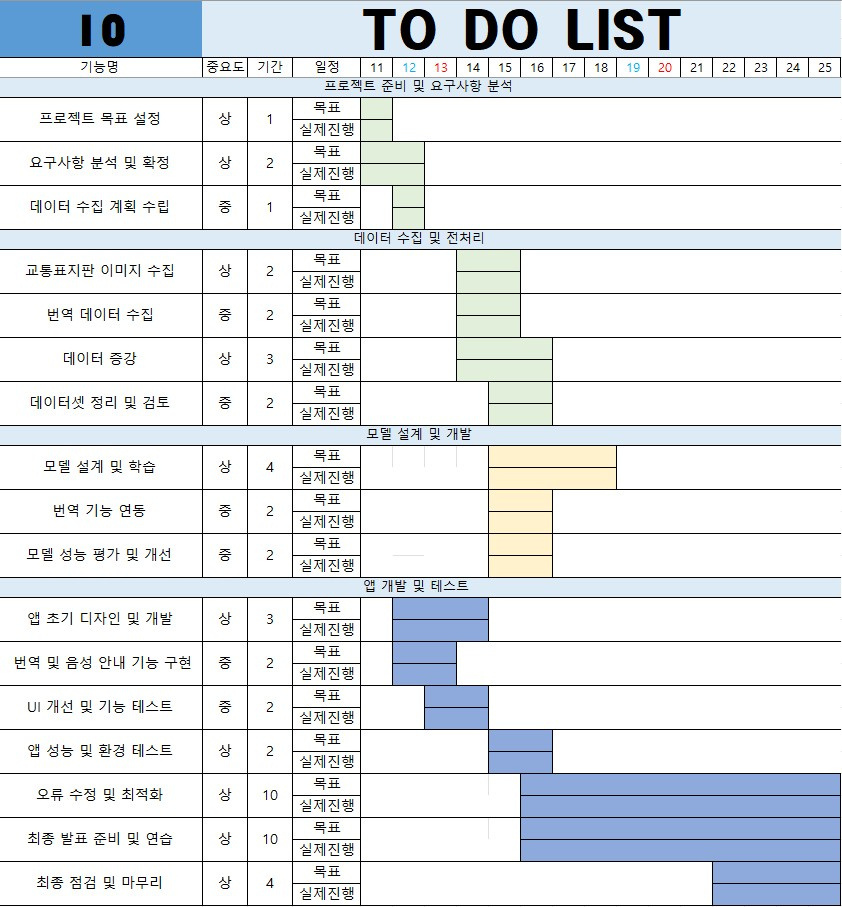 10 TO DO LIST
기능명 중요도 기간 일정 11 12 13 14 15 16 17 18 19 20 21 22 23 24 25
프로젝트 준비 및 요구사항 분석
프로젝트 목표 설정 상 1 목표
실제진행
요구사항 분석 및 확정 상 2 목표
실제진행
데이터 수집 계획 수립 중 1 목표
실제진행
데이터 수집 및 전처리
교통표지판 이미지 수집 상 2 목표
실제진행
번역 데이터 수집 중 2 목표
실제진행
데이터 증강 상 3 목표
실제진행
데이터셋 정리 및 검토 중 2 목표
실제진행
모델 설계 및 개발
모델 설계 및 학습 상 4 목표
실제진행
번역 기능 연동 중 2 목표
실제진행
모델 성능 평가 및 개선 중 2 목표
실제진행
앱 개발 및 테스트
앱 초기 디자인 및 개발 상 3 목표
실제진행
번역 및 음성 안내 기능 구현 중 2 목표
실제진행
UI 개선 및 기능 테스트 중 2 목표
실제진행
앱 성능 및 환경 테스트 상 2 목표
실제진행
오류 수정 및 최적화 상 10 목표
실제진행
최종 발표 준비 및 연습 상 10 목표
실제진행
최종 점검 및 마무리 상 4 목표
실제진행